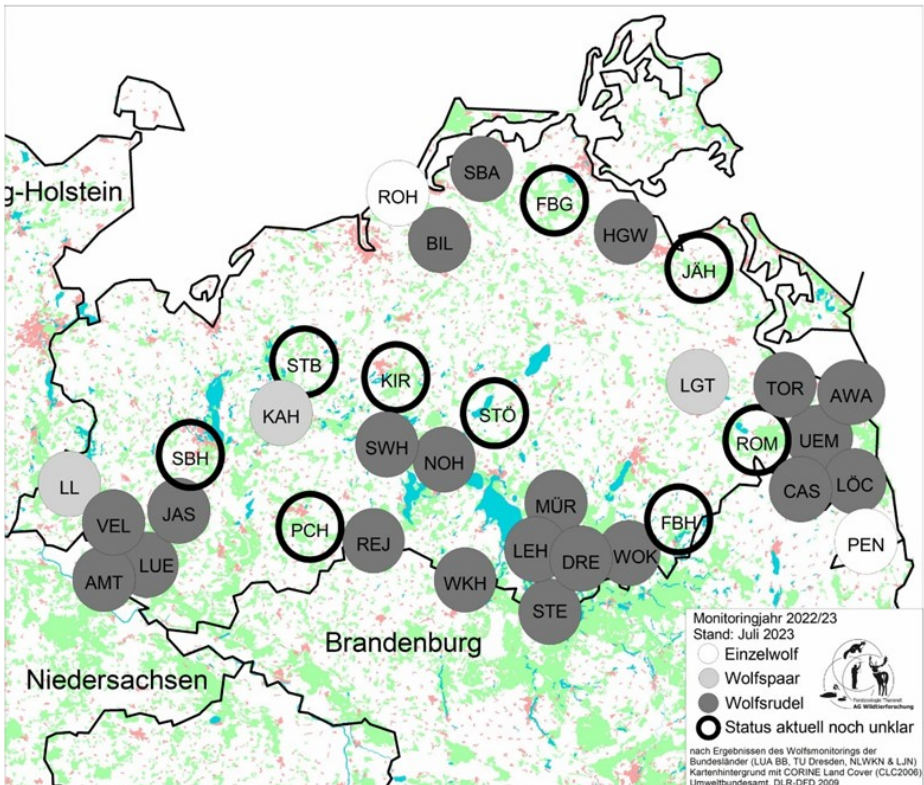 g-Holstein
SBA
ROH
FBG
BIL
HGW
JÄH
STB
KIR
LGT
TOR
AWA
KAH
STÖ
SWH
ROM
UEM
SBH
NOH
LL
CAS
LÖC
JAS
MÜR
VEL
PCH
REJ
FBH
PEN
LEH
DRE
WOK
LUE
AMT
WKH
STE
Brandenburg
Niedersachsen
Monitoringjahr 2022/23
Stand: Juli 2023
Einzelwolf
Wolfspaar
Wolfsrudel
Status aktuell noch unklar
Forstzoologie Tharandt
AG Wildtierforschung
nach Ergebnissen des Wolfsmonitorings der
Bundesländer (LUA BB, TU Dresden, NLWKN & LJN)
Kartenhintergrund mit CORINE Land Cover (CLC2006)
Umweltbundesamt, DLR-DFD 2009